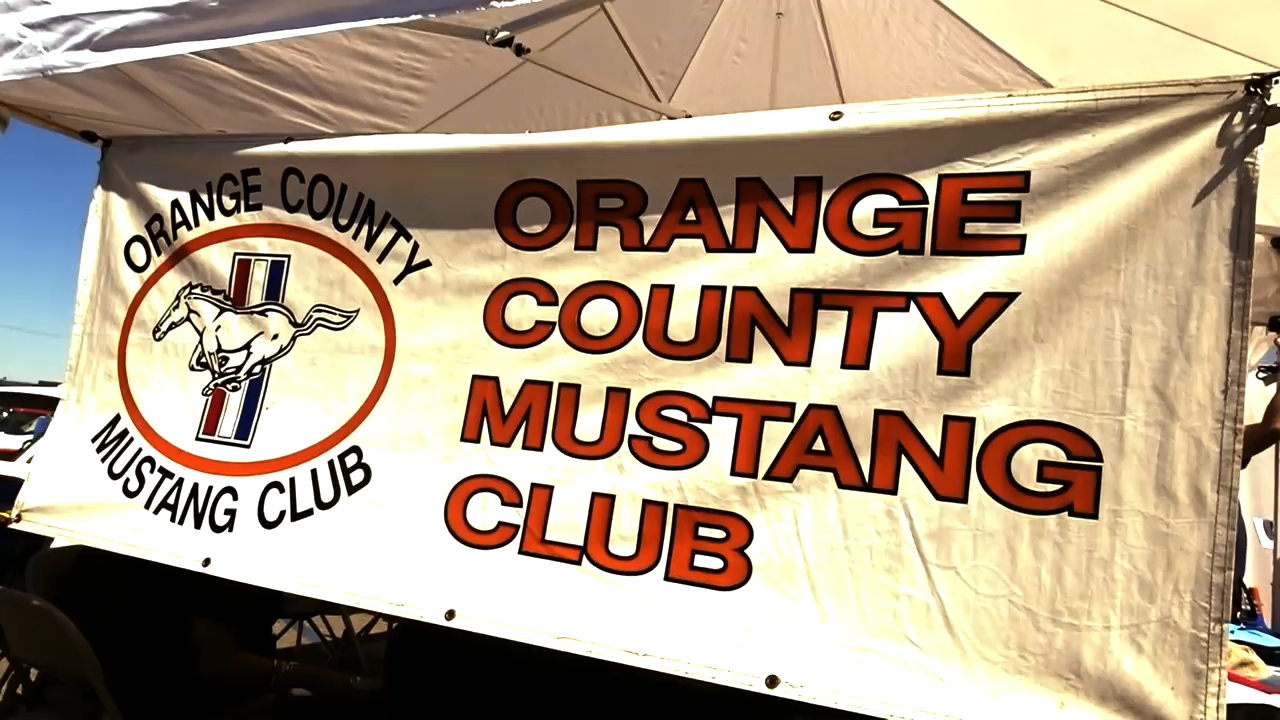 ORANGE COUNTY
MUSTANG CLUB
ORANGE
COUNTY
MUSTANG
CLUB